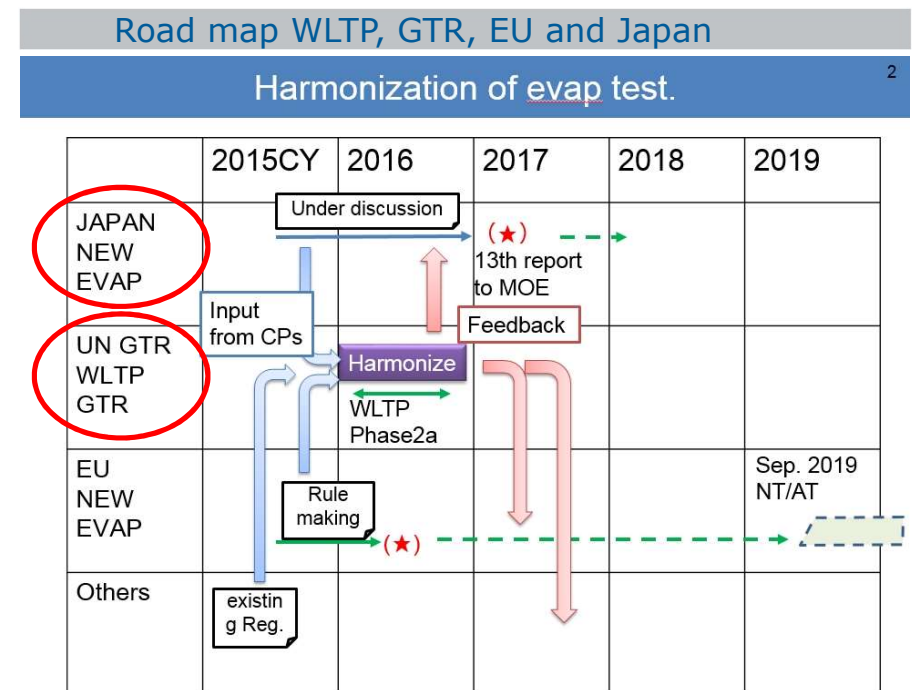 Road map WLTP, GTR, EU and Japan
Harmonization of evap test.
2
2015CY
2016
2017
2018
2019
JAPAN
NEW
EVAP
Under discussion
(★)
13th report
to MOE
Input
from CPs
Feedback
UN GTR
WLTP
GTR
Harmonize
WLTP
Phase2a
EU
NEW
EVAP
Rule
making
(★)
Sep. 2019
NT/AT
Others
existin
g Reg.